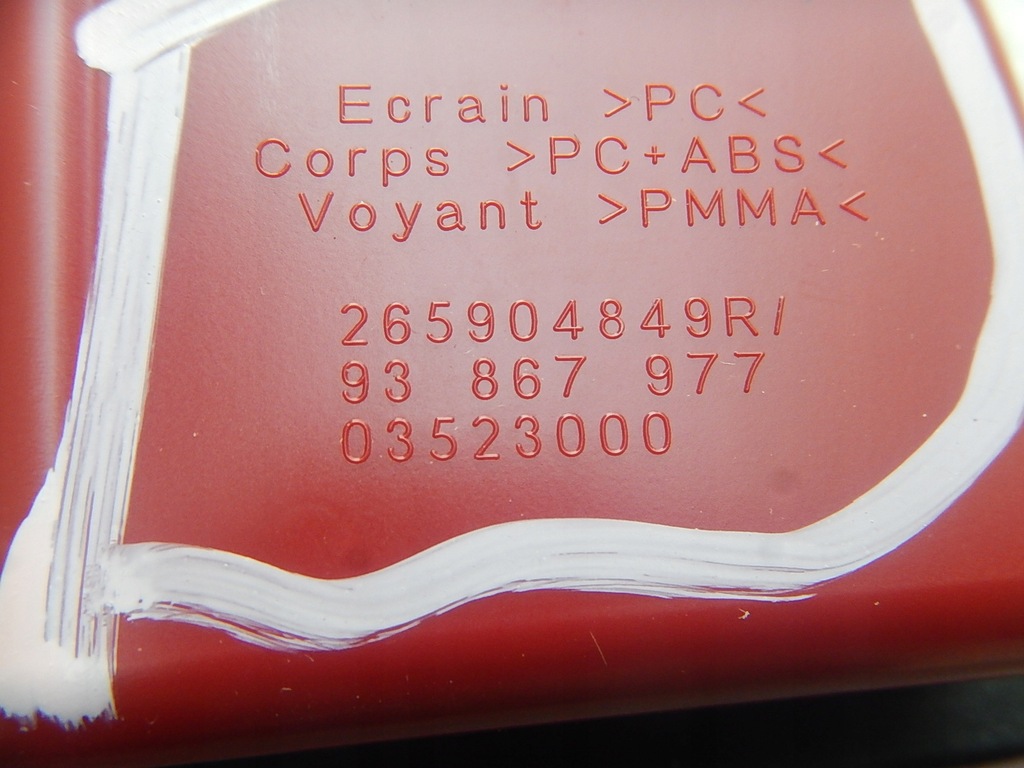 Ecrain >PC<
Corps >PC+ABS<
Voyant >PMMA<
265904849R/
93 867 977
03523000